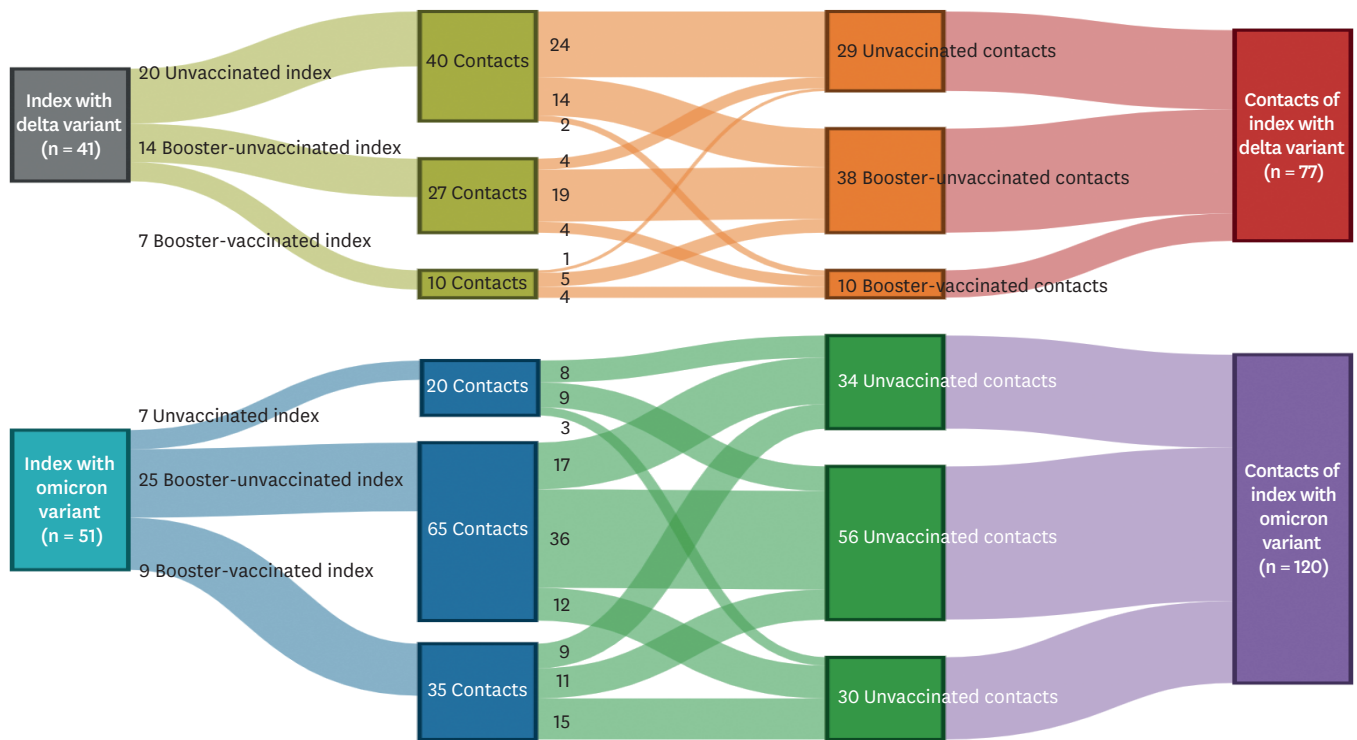 Index with
delta variant
(n = 41)
20 Unvaccinated index
14 Booster-unvaccinated index
7 Booster-vaccinated index
40 Contacts
27 Contacts
10 Contacts
24
14
2
4
19
4
1
5
4
29 Unvaccinated contacts
38 Booster-unvaccinated contacts
10 Booster-vaccinated contacts
Contacts of
index with
delta variant
(n = 77)
Index with
omicron
variant
(n = 51)
7 Unvaccinated index
25 Booster-unvaccinated index
9 Booster-vaccinated index
20 Contacts
65 Contacts
35 Contacts
8
9
3
17
36
12
9
11
15
34 Unvaccinated contacts
56 Unvaccinated contacts
30 Unvaccinated contacts
Contacts of
index with
omicron
variant
(n = 120)